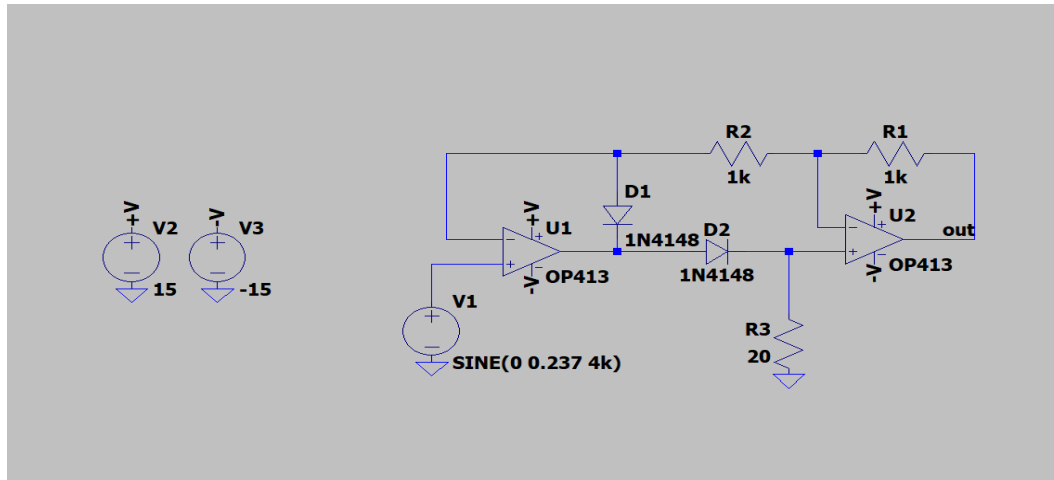 R2
R1
1k
1k
+V
V2
15
-V
V3
-15
D1
1N4148
+V
U1
-V
OP413
D2
1N4148
+V
U2
-V
OP413
out
V1
SINE(0 0.237 4k)
R3
20